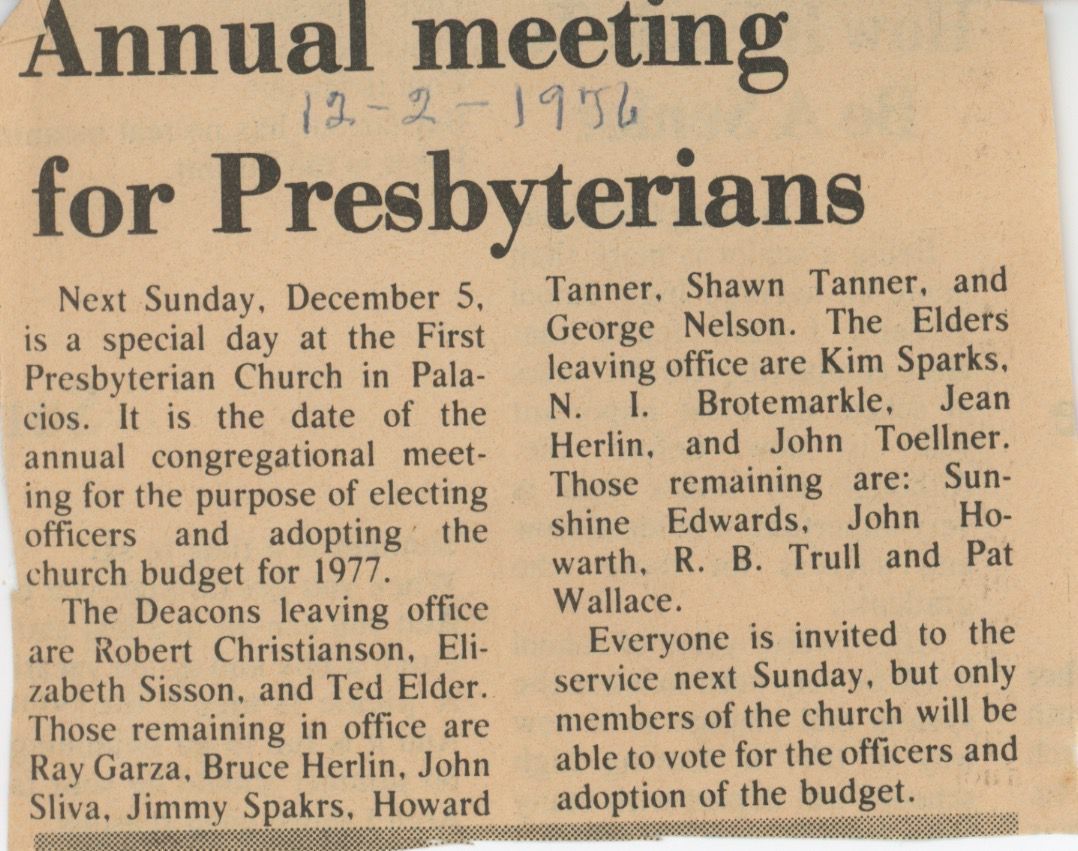 Annual meeting
12-2-1976
for Presbyterians
Next Sunday, December 5,
is a special day at the First
Presbyterian Church in Pala-
cios. It is the date of the
annual congregational meet-
ing for the purpose of electing
officers and adopting the
church budget for 1977.
The Deacons leaving office
are Robert Christianson, Eli-
zabeth Sisson, and Ted Elder.
Those remaining in office are
Ray Garza, Bruce Herlin, John
Sliva, Jimmy Spakrs, Howard
Tanner, Shawn Tanner, and
George Nelson. The Elders
leaving office are Kim Sparks,
N. I. Brotemarkle, Jean
Herlin, and John Toellner.
Those remaining are: Sun-
shine Edwards, John Ho-
warth, R. B. Trull and Pat
Wallace.
Everyone is invited to the
service next Sunday, but only
members of the church will be
able to vote for the officers and
adoption of the budget.